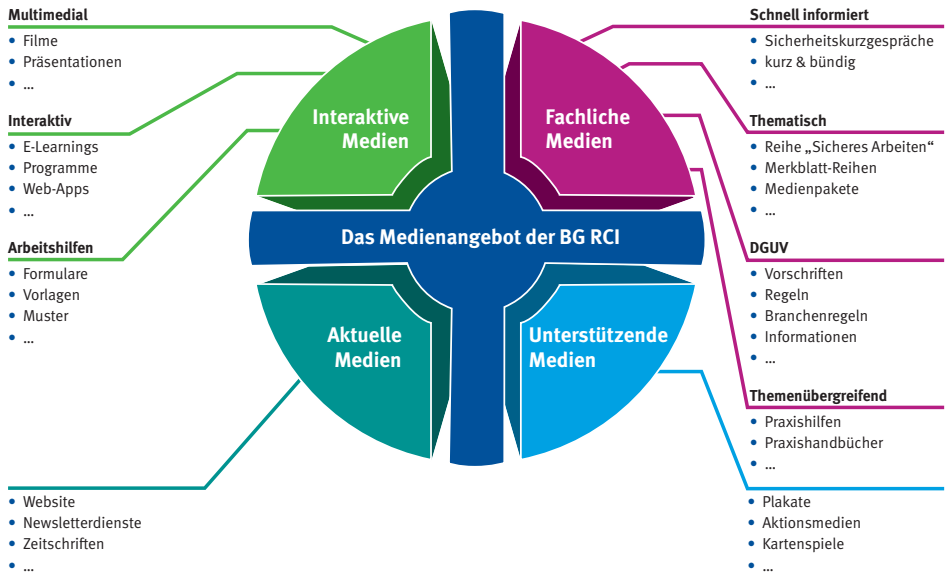 Multimedial
• Filme
• Präsentationen
• ...
Interaktiv
• E-Learnings
• Programme
• Web-Apps
• ...
Arbeitshilfen
• Formulare
• Vorlagen
• Muster
• ...
• Website
• Newsletterdienste
• Zeitschriften
• ...
Interaktive
Medien
Fachliche
Medien
Das Medienangebot der BG RCI
Aktuelle
Medien
Unterstützende
Medien
Schnell informiert
• Sicherheitskurzgespräche
• kurz & bündig
• ...
Thematisch
• Reihe „Sicheres Arbeiten“
• Merkblatt-Reihen
• Medienpakete
• ...
DGUV
• Vorschriften
• Regeln
• Branchenregeln
• Informationen
• ...
Themenübergreifend
• Praxishilfen
• Praxishandbücher
• ...
• Plakate
• Aktionsmedien
• Kartenspiele
• ...